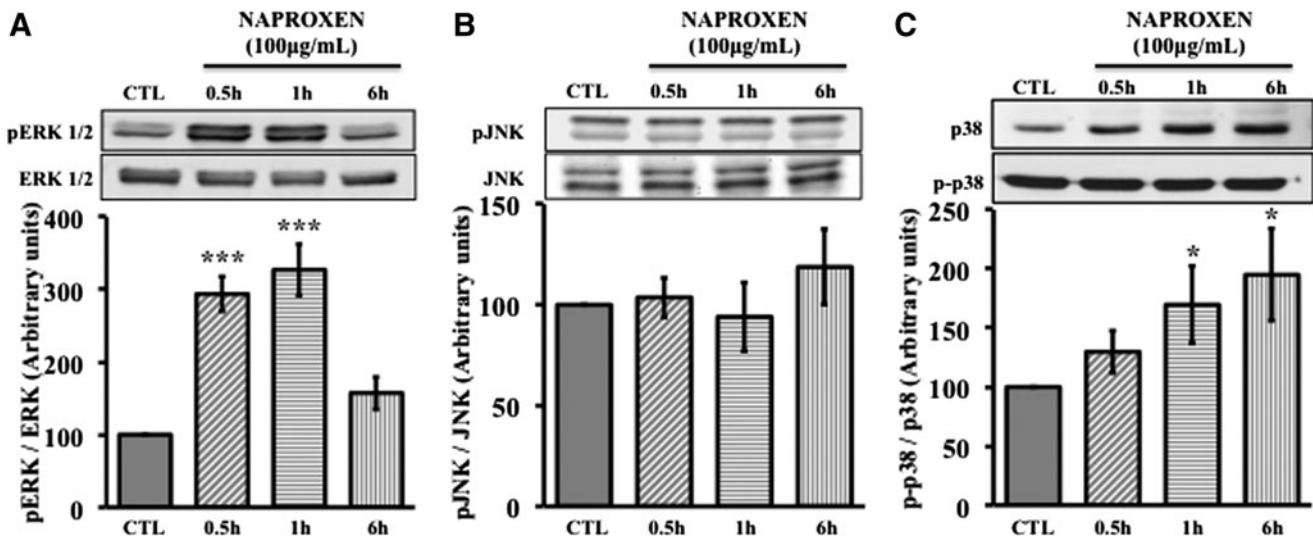 A
NAPROXEN
(100µg/mL)
CTL 0.5h 1h 6h
pERK 1/2
ERK 1/2
pERK / ERK (Arbitrary units)
400
300
200
100
0
*** ***
CTL 0.5h 1h 6h
B
NAPROXEN
(100µg/mL)
CTL 0.5h 1h 6h
pJNK
JNK
pJNK / JNK (Arbitrary units)
150
100
50
0
CTL 0.5h 1h 6h
C
NAPROXEN
(100µg/mL)
CTL 0.5h 1h 6h
p38
p-p38
p-p38 / p38 (Arbitrary units)
250
200
150
100
50
0
* *
CTL 0.5h 1h 6h